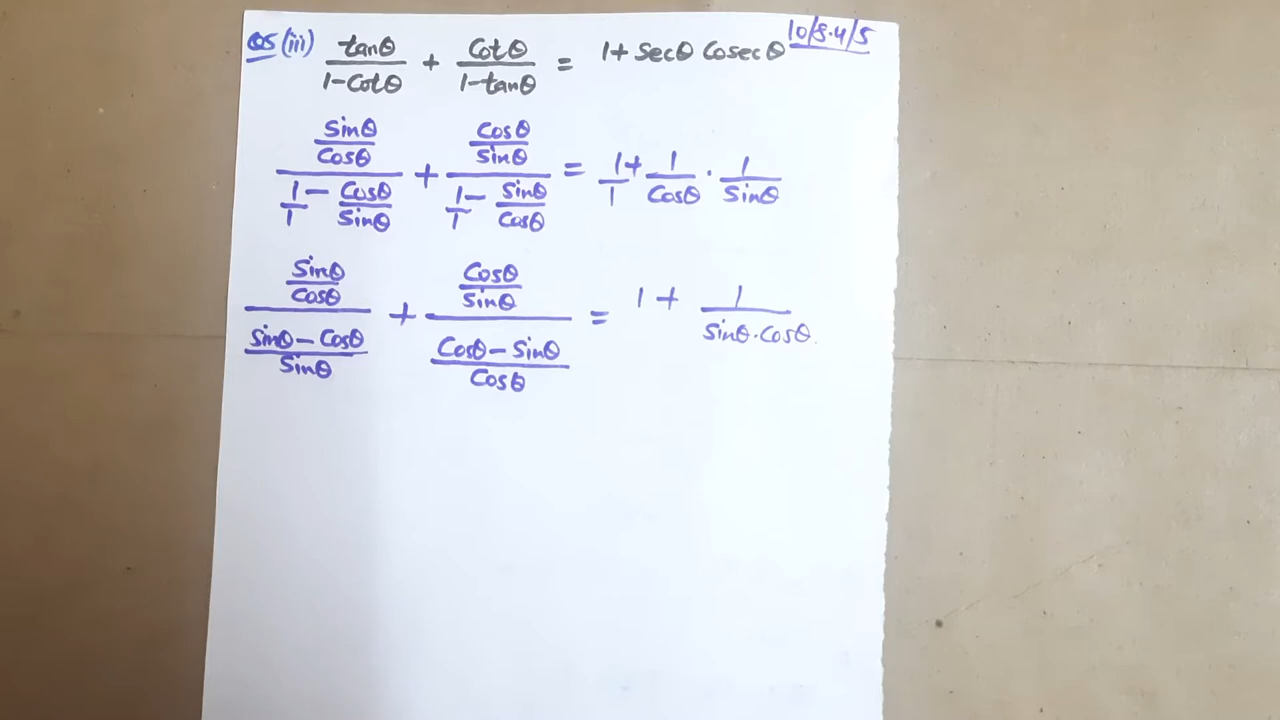 05 (iii) tanθ/(1-cotθ) + cotθ/(1-tanθ) = 1+ secθ cosecθ 10/8.4/5
(sinθ/cosθ)/(1/1 - cosθ/sinθ) + (cosθ/sinθ)/(1/1 - sinθ/cosθ) = 1/1 + 1/cosθ · 1/sinθ
(sinθ/cosθ)/((sinθ - cosθ)/sinθ) + (cosθ/sinθ)/((cosθ - sinθ)/cosθ) = 1 + 1/(sinθ·cosθ)